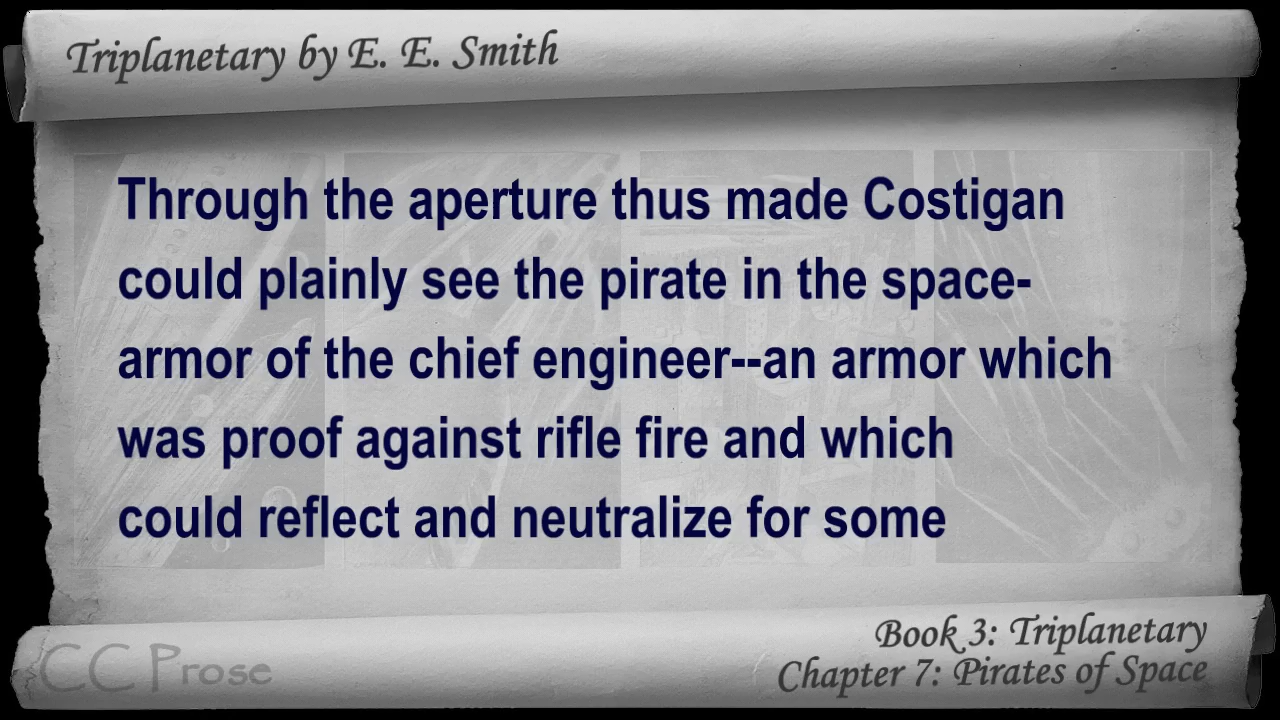 Triplanetary by E. E. Smith
Through the aperture thus made Costigan
could plainly see the pirate in the space-
armor of the chief engineer--an armor which
was proof against rifle fire and which
could reflect and neutralize for some
Book 3: Triplanetary
Chapter 7: Pirates of Space
CC Prose